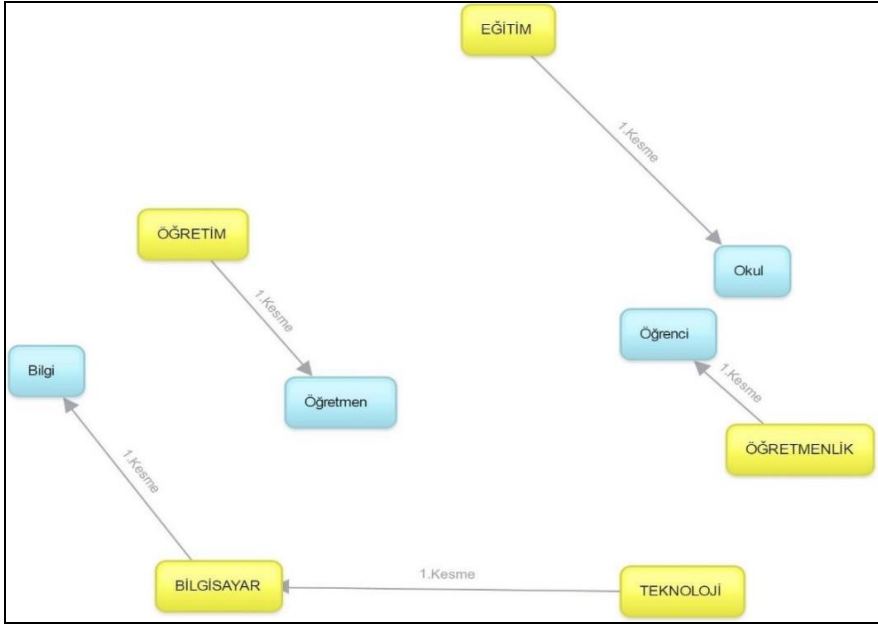 EĞİTİM
1.Kesme
ÖĞRETİM
Okul
1.Kesme
Öğrenci
Bilgi
1.Kesme
Öğretmen
ÖĞRETMENLİK
1.Kesme
BİLGİSAYAR
1.Kesme
TEKNOLOJİ